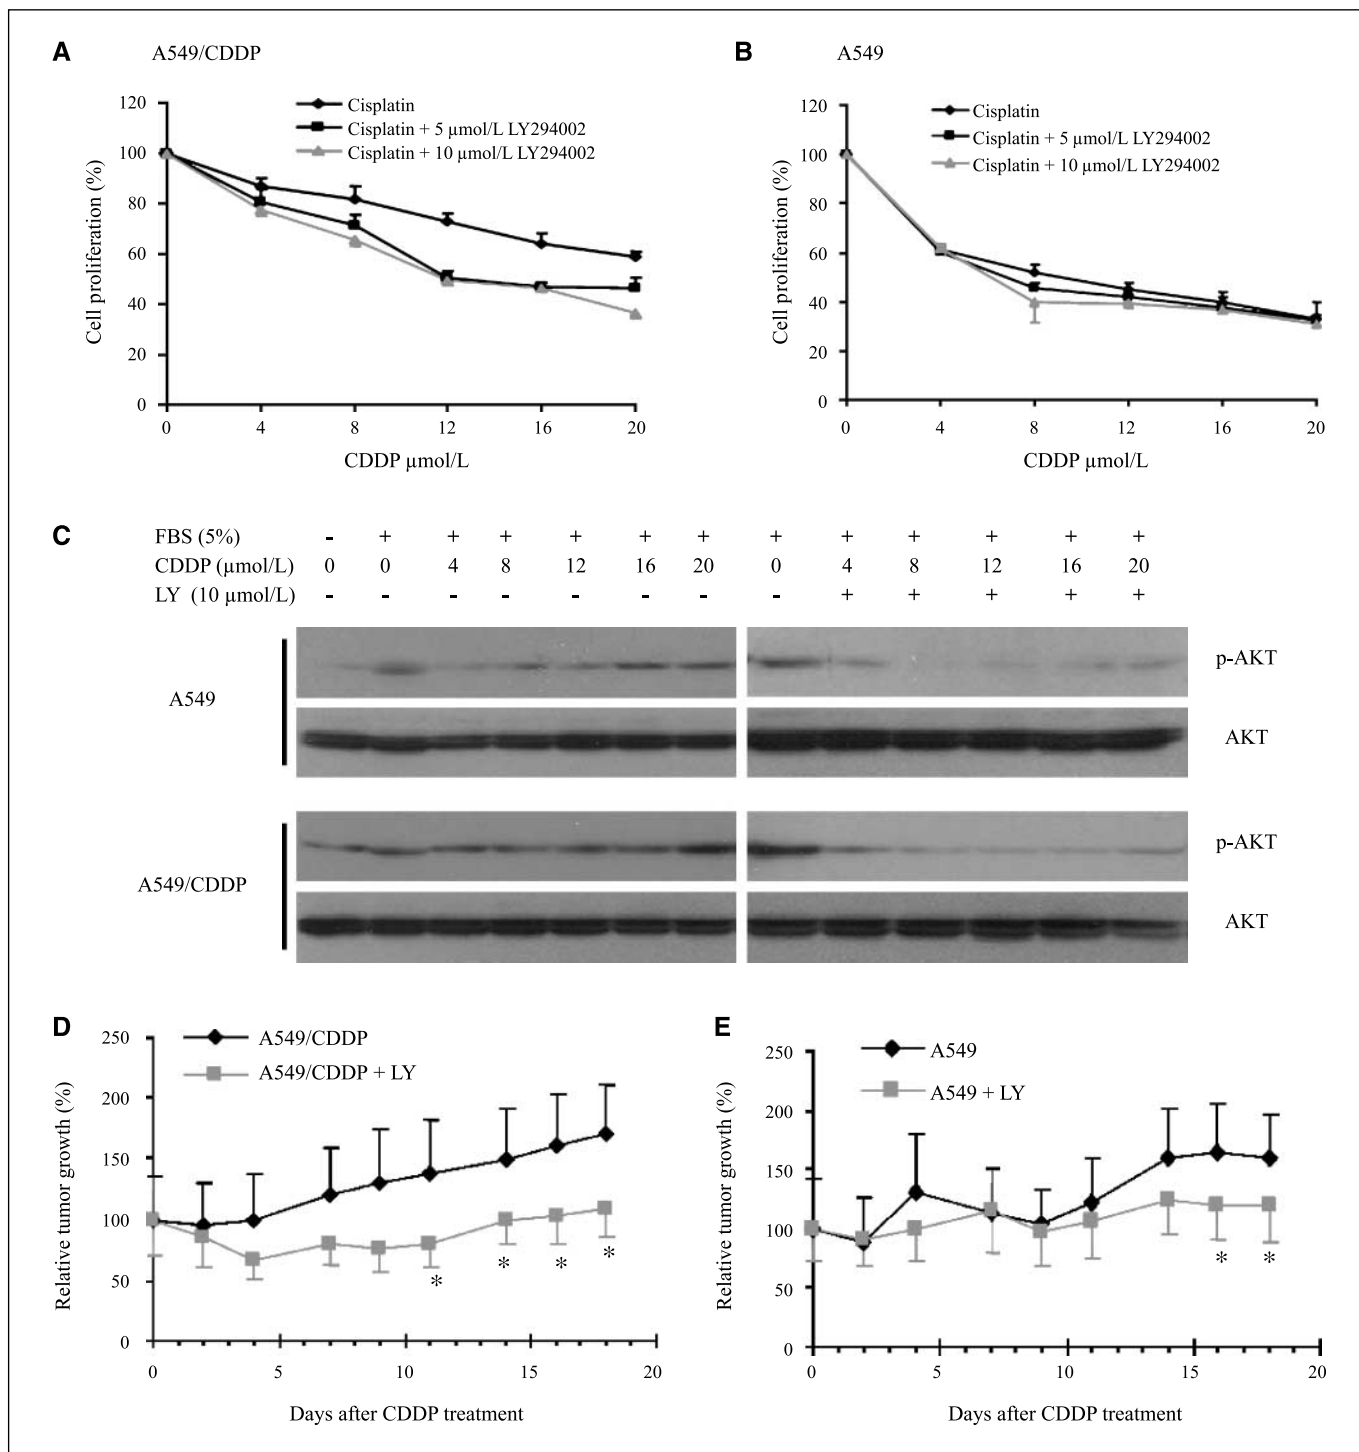 A A549/CDDP
120
100
80
60
40
20
0
0 4 8 12 16 20
Cell proliferation (%)
CDDP µmol/L
Cisplatin
Cisplatin + 5 µmol/L LY294002
Cisplatin + 10 µmol/L LY294002
B A549
120
100
80
60
40
20
0
0 4 8 12 16 20
Cell proliferation (%)
CDDP µmol/L
Cisplatin
Cisplatin + 5 µmol/L LY294002
Cisplatin + 10 µmol/L LY294002
C
FBS (5%) - + + + + + + + + + + + +
CDDP (µmol/L) 0 0 4 8 12 16 20 0 4 8 12 16 20
LY (10 µmol/L) - - - - - - - - + + + + +
A549
p-AKT
AKT
A549/CDDP
p-AKT
AKT
D
250
200
150
100
50
0
0 5 10 15 20
Relative tumor growth (%)
Days after CDDP treatment
A549/CDDP
A549/CDDP + LY
* * * *
E
250
200
150
100
50
0
0 5 10 15 20
Relative tumor growth (%)
Days after CDDP treatment
A549
A549 + LY
* *